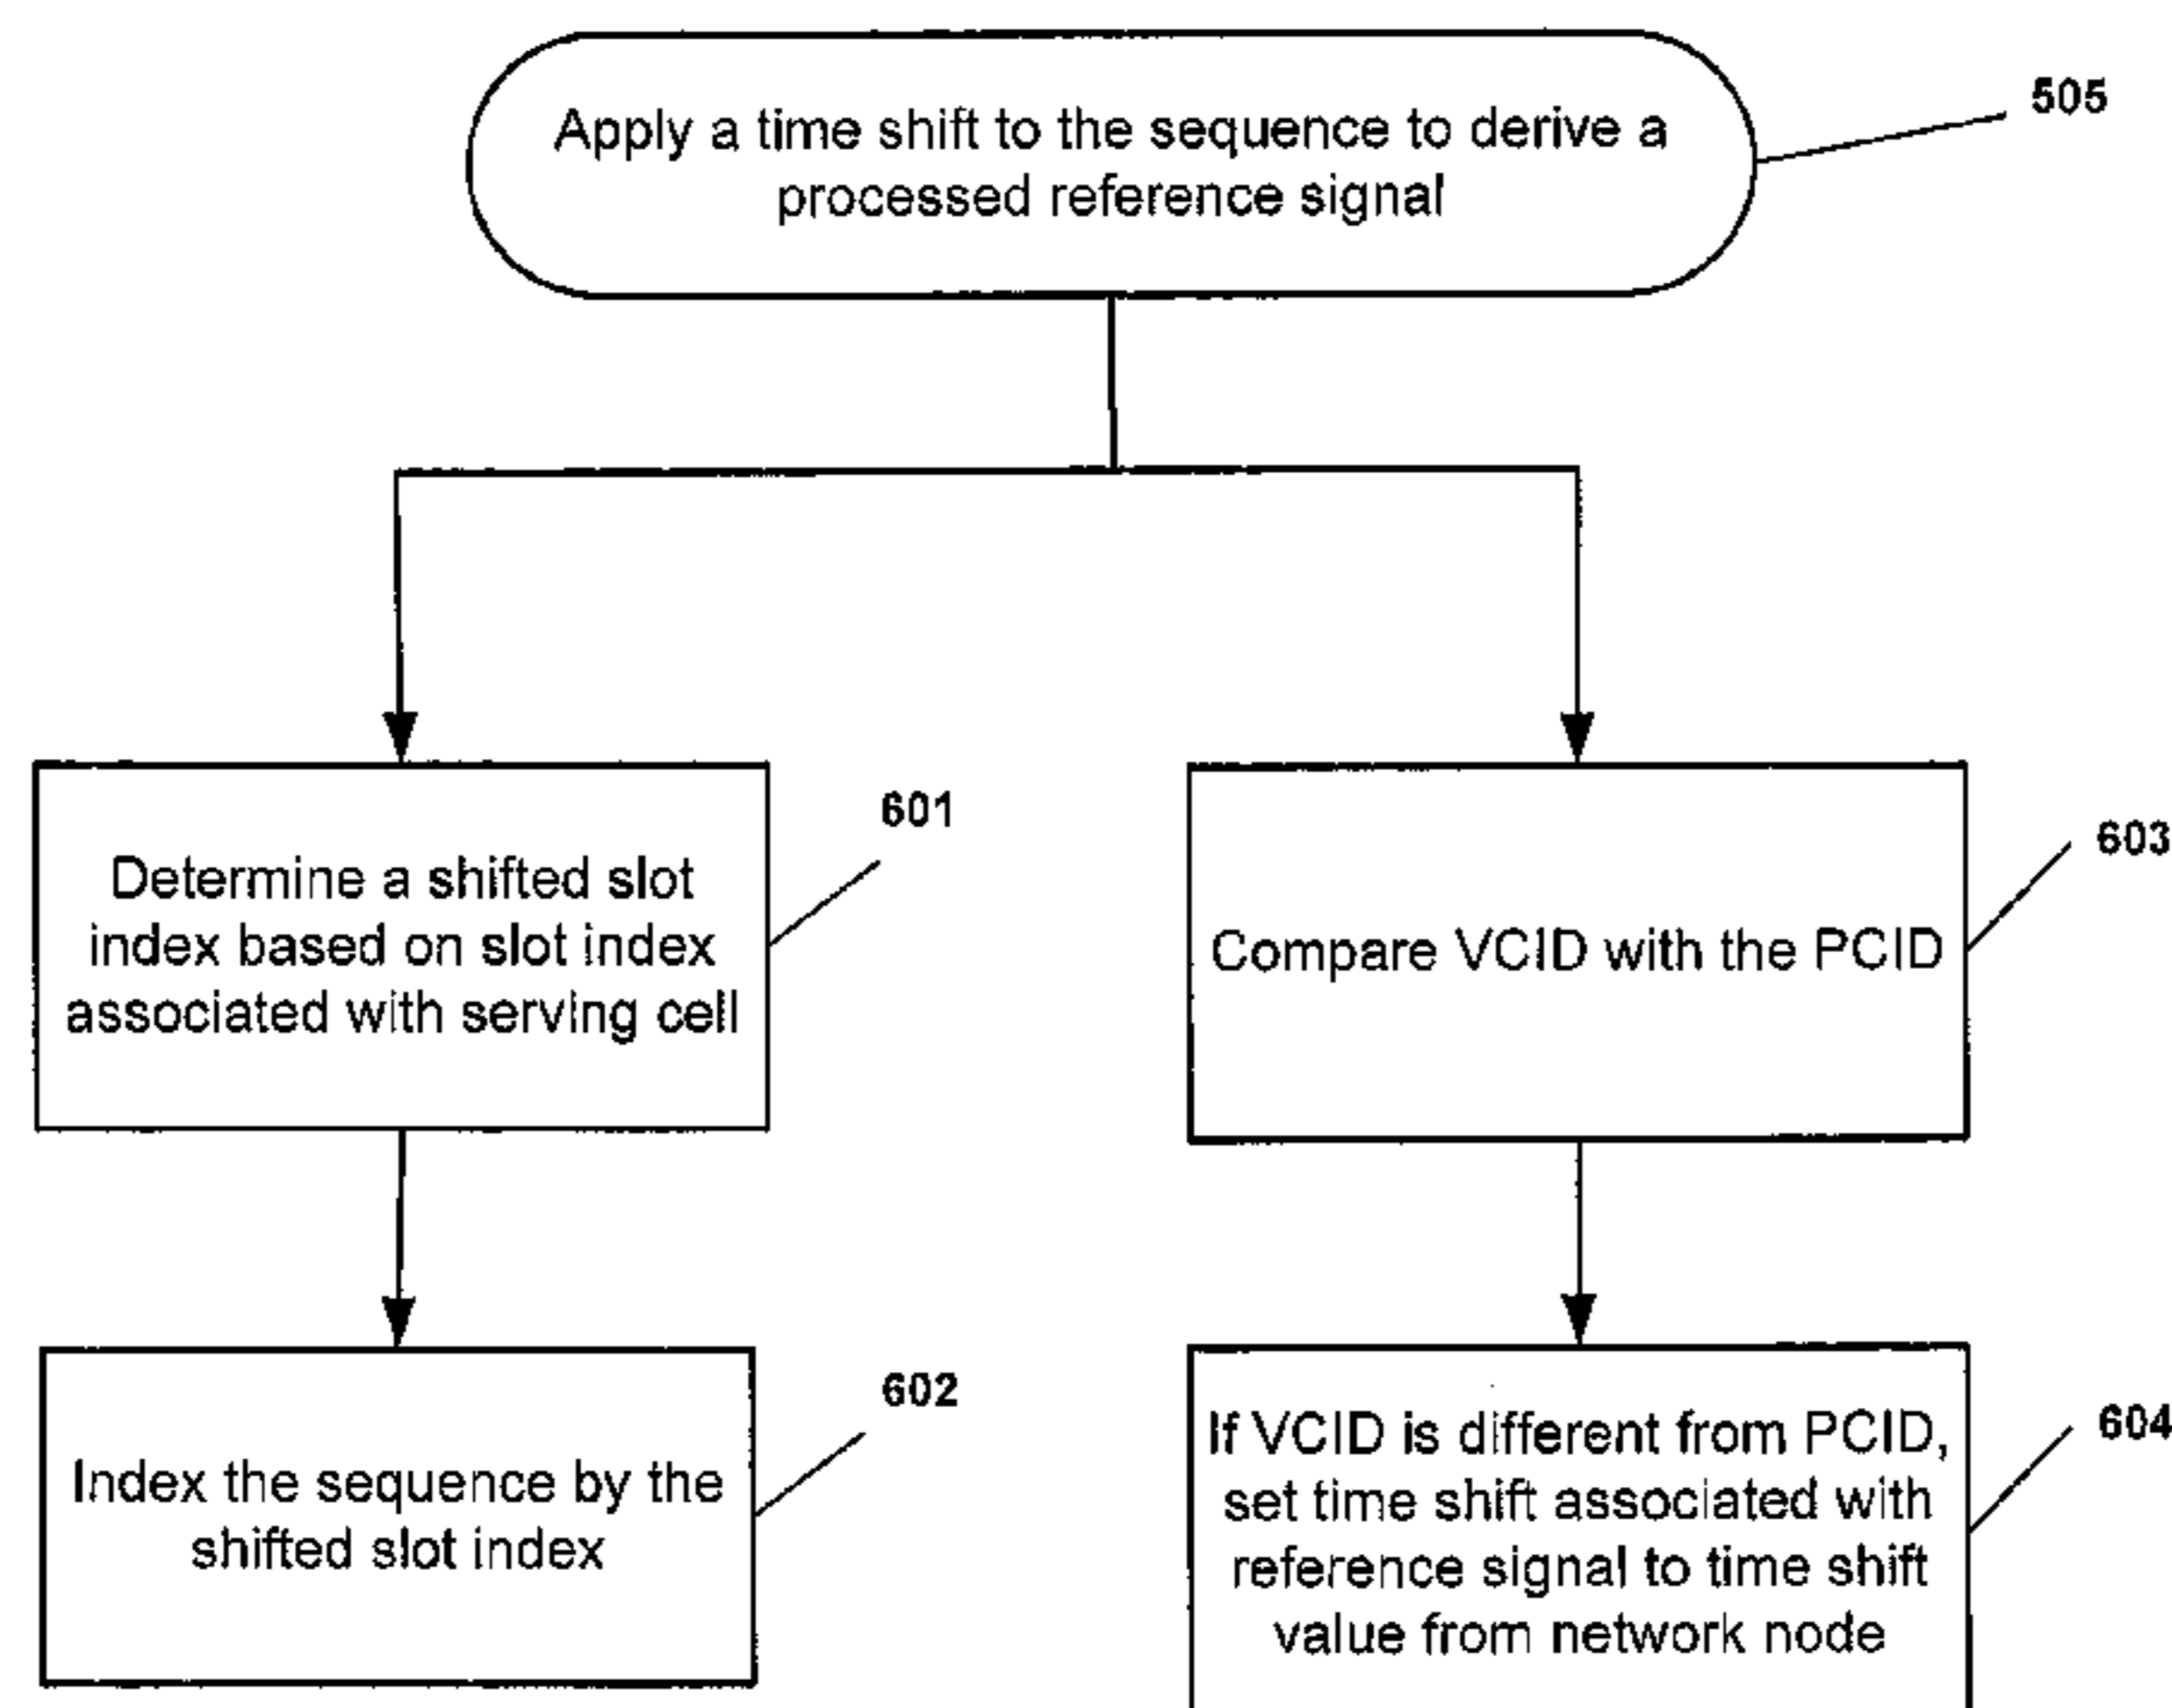 Apply a time shift to the sequence to derive a
processed reference signal
505
Determine a shifted slot
index based on slot index
associated with serving cell
601
Compare VCID with the PCID
603
Index the sequence by the
shifted slot index
602
If VCID is different from PCID,
set time shift associated with
reference signal to time shift
value from network node
604